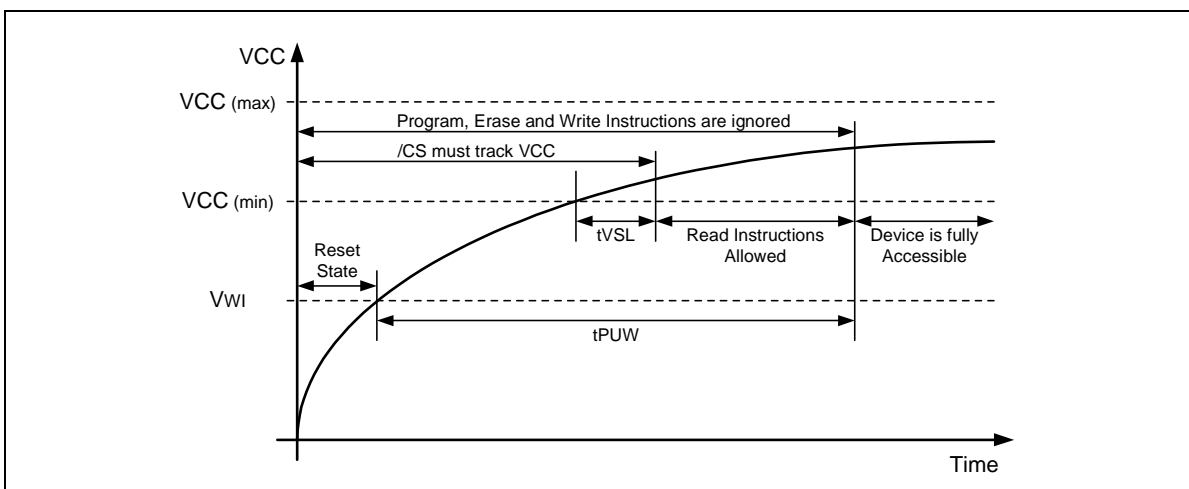 VCC
VCC (max)
Program, Erase and Write Instructions are ignored
/CS must track VCC
VCC (min)
tVSL
Read Instructions
Allowed
Device is fully
Accessible
Reset
State
VWI
tPUW
Time